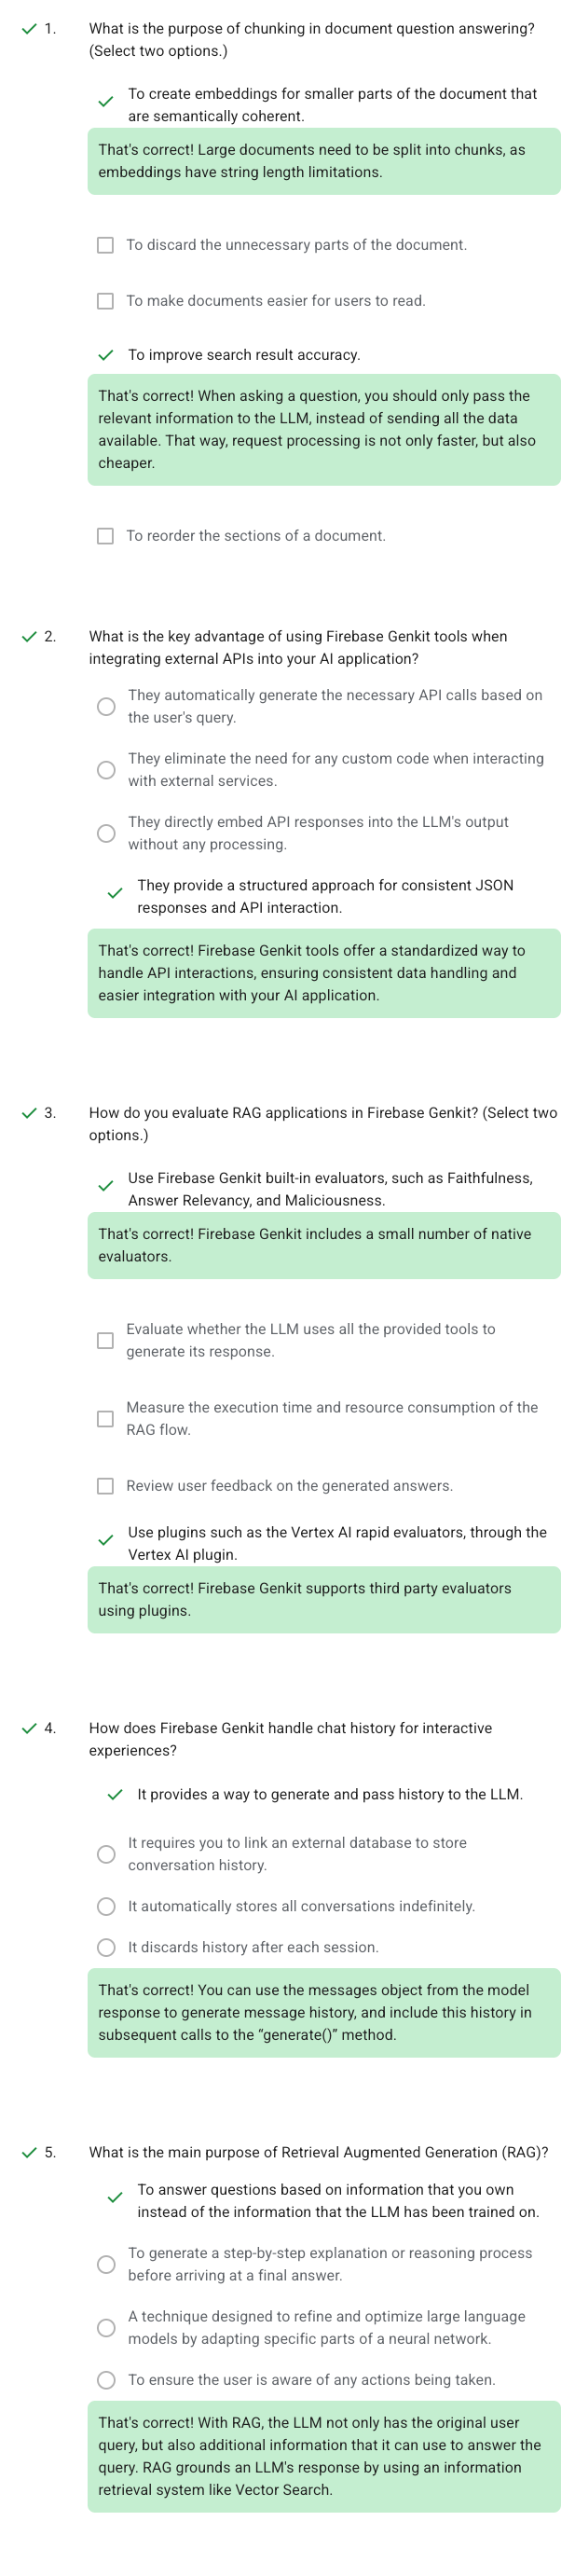 1. What is the purpose of chunking in document question answering?
(Select two options.)
To create embeddings for smaller parts of the document that
are semantically coherent.
That's correct! Large documents need to be split into chunks, as
embeddings have string length limitations.
To discard the unnecessary parts of the document.
To make documents easier for users to read.
To improve search result accuracy.
That's correct! When asking a question, you should only pass the
relevant information to the LLM, instead of sending all the data
available. That way, request processing is not only faster, but also
cheaper.
To reorder the sections of a document.
2. What is the key advantage of using Firebase Genkit tools when
integrating external APIs into your AI application?
They automatically generate the necessary API calls based on
the user's query.
They eliminate the need for any custom code when interacting
with external services.
They directly embed API responses into the LLM's output
without any processing.
They provide a structured approach for consistent JSON
responses and API interaction.
That's correct! Firebase Genkit tools offer a standardized way to
handle API interactions, ensuring consistent data handling and
easier integration with your AI application.
3. How do you evaluate RAG applications in Firebase Genkit? (Select two
options.)
Use Firebase Genkit built-in evaluators, such as Faithfulness,
Answer Relevancy, and Maliciousness.
That's correct! Firebase Genkit includes a small number of native
evaluators.
Evaluate whether the LLM uses all the provided tools to
generate its response.
Measure the execution time and resource consumption of the
RAG flow.
Review user feedback on the generated answers.
Use plugins such as the Vertex AI rapid evaluators, through the
Vertex AI plugin.
That's correct! Firebase Genkit supports third party evaluators
using plugins.
4. How does Firebase Genkit handle chat history for interactive
experiences?
It provides a way to generate and pass history to the LLM.
It requires you to link an external database to store
conversation history.
It automatically stores all conversations indefinitely.
It discards history after each session.
That's correct! You can use the messages object from the model
response to generate message history, and include this history in
subsequent calls to the “generate()” method.
5. What is the main purpose of Retrieval Augmented Generation (RAG)?
To answer questions based on information that you own
instead of the information that the LLM has been trained on.
To generate a step-by-step explanation or reasoning process
before arriving at a final answer.
A technique designed to refine and optimize large language
models by adapting specific parts of a neural network.
To ensure the user is aware of any actions being taken.
That's correct! With RAG, the LLM not only has the original user
query, but also additional information that it can use to answer the
query. RAG grounds an LLM's response by using an information
retrieval system like Vector Search.